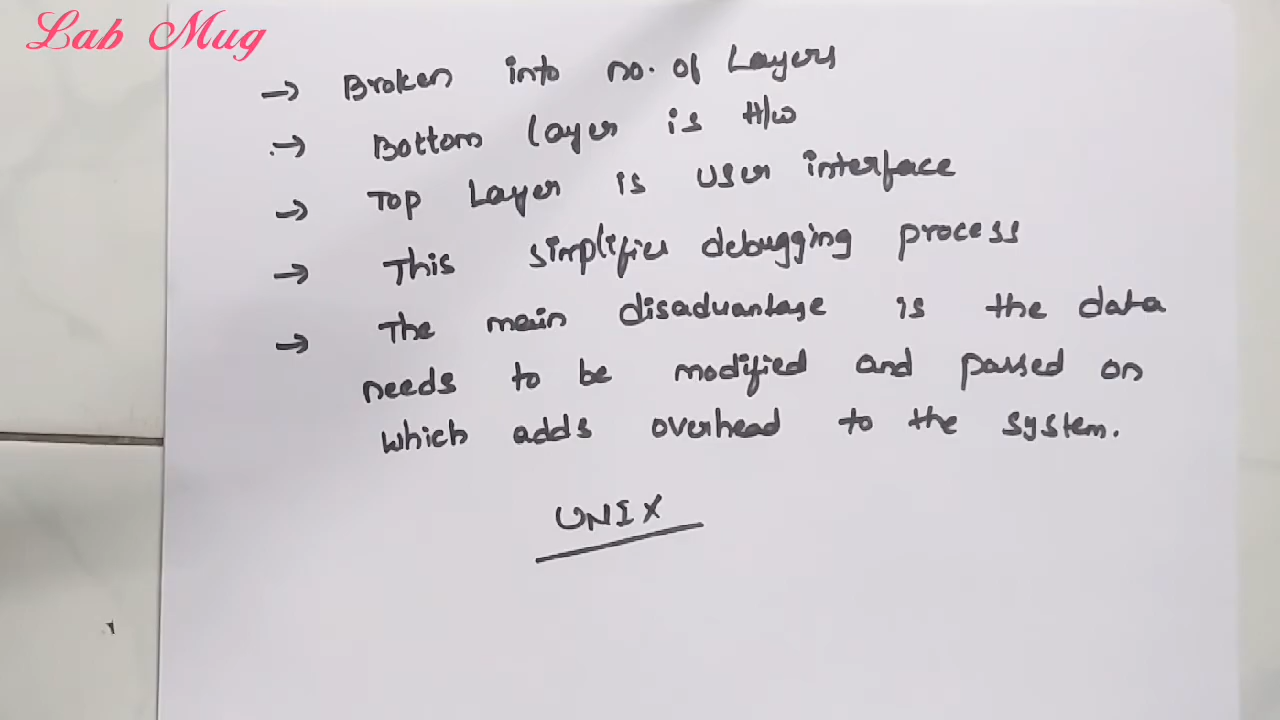 Lab Mug
→ Broken into no. of Layers
→ Bottom layer is H/w
→ Top Layer is user interface
→ This simplifies debugging process
→ The main disadvantage is the data
needs to be modified and passed on
which adds overhead to the system.
UNIX